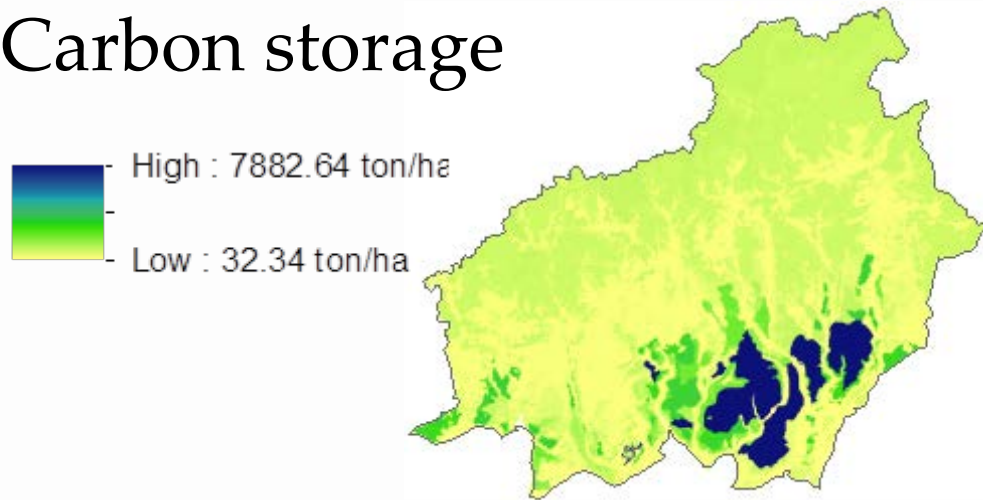 Carbon storage
- High : 7882.64 ton/ha
-
- Low : 32.34 ton/ha